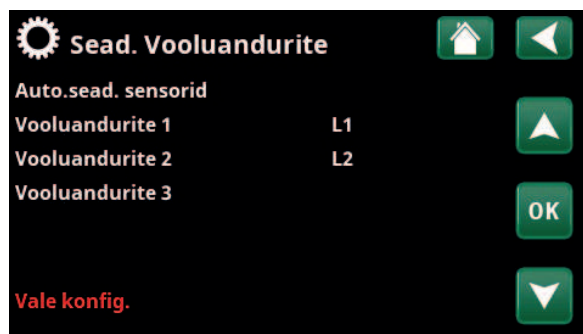 Sead. Vooluandurite
Auto.sead. sensorid
Vooluandurite 1 L1
Vooluandurite 2 L2
Vooluandurite 3
OK
Vale konfig.